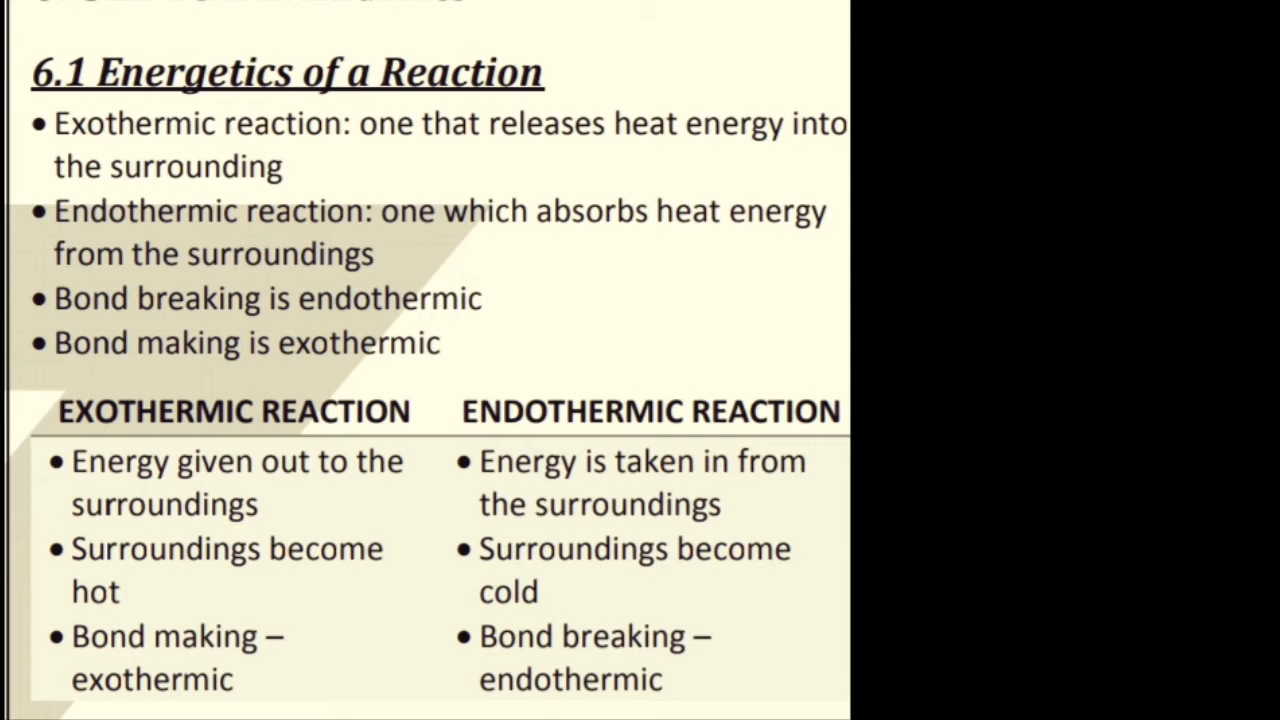 6.1 Energetics of a Reaction
• Exothermic reaction: one that releases heat energy into
the surrounding
• Endothermic reaction: one which absorbs heat energy
from the surroundings
• Bond breaking is endothermic
• Bond making is exothermic
EXOTHERMIC REACTION ENDOTHERMIC REACTION
• Energy given out to the • Energy is taken in from
surroundings the surroundings
• Surroundings become • Surroundings become
hot cold
• Bond making – • Bond breaking –
exothermic endothermic